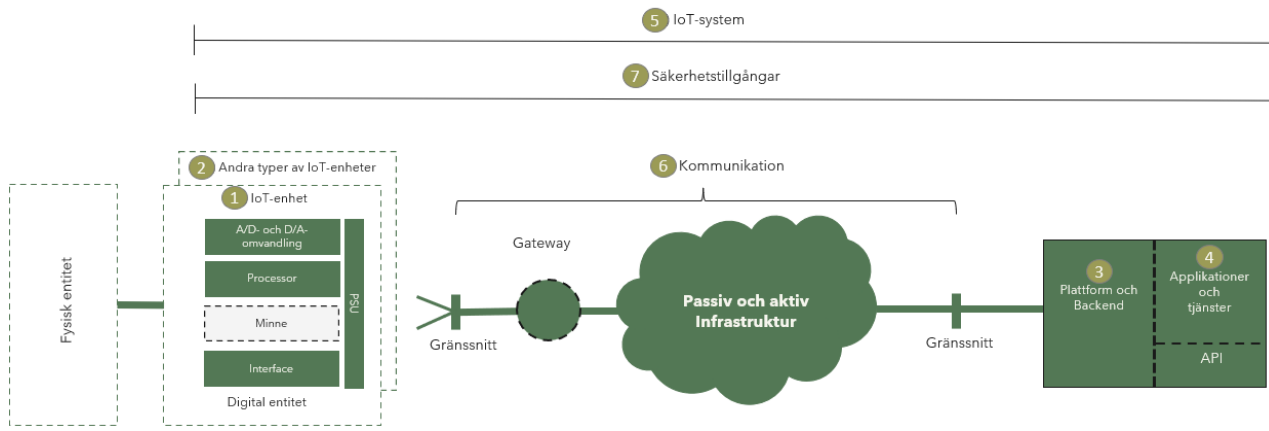 5 IoT-system
7 Säkerhetstillgångar
2 Andra typer av IoT-enheter
6 Kommunikation
1 IoT-enhet
A/D- och D/A-
omvandling
Processor
Minne
Interface
PSU
Digital entitet
Fysisk entitet
Gateway
Gränssnitt
Passiv och aktiv
Infrastruktur
Gränssnitt
3
Plattform och
Backend
4
Applikationer
och
tjänster
API